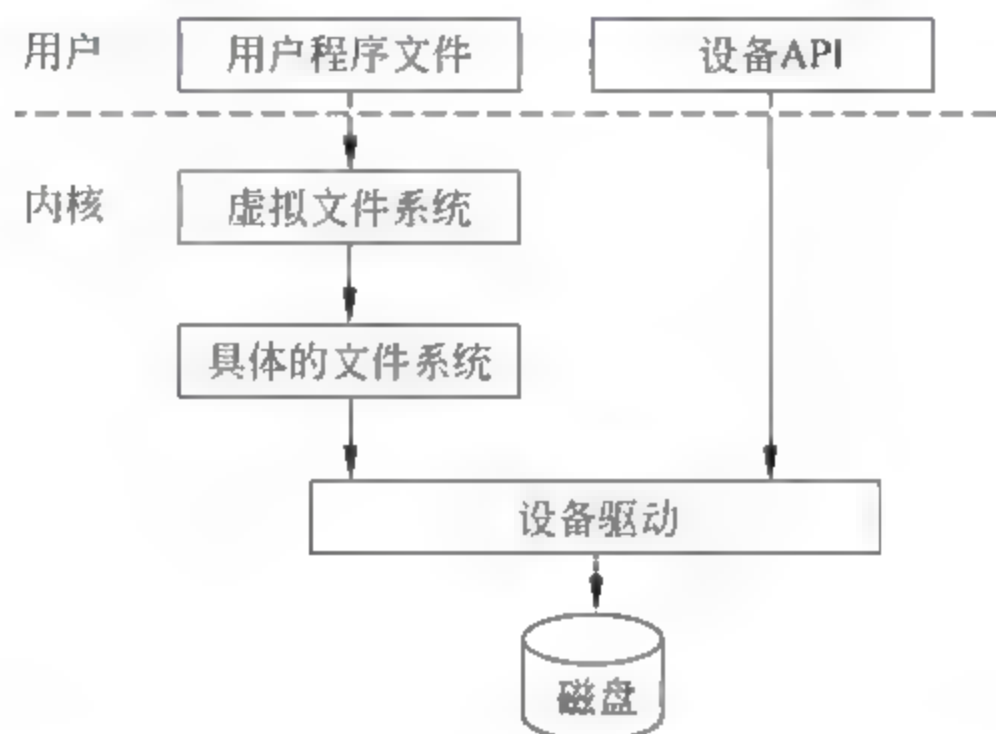 用户
用户程序文件
设备API
内核
虚拟文件系统
具体的文件系统
设备驱动
磁盘